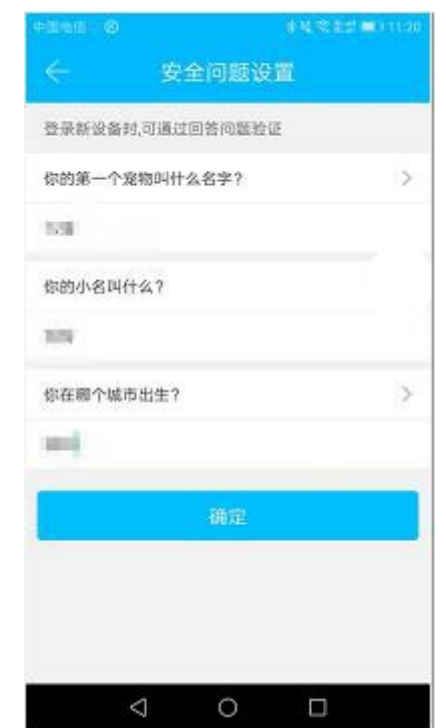 中国电信
11:20
安全问题设置
登录新设备时,可通过回答问题验证
你的第一个宠物叫什么名字?
你的小名叫什么?
你在哪个城市出生?
确定